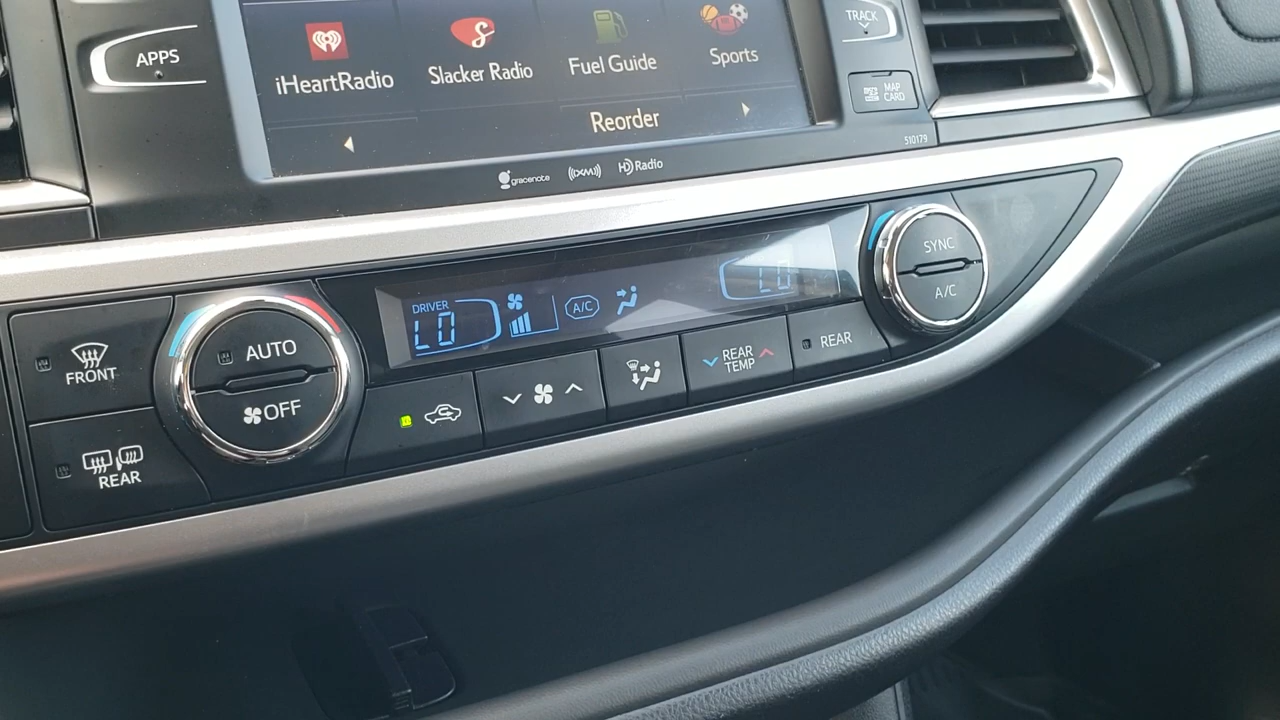 APPS
iHeartRadio
Slacker Radio
Fuel Guide
Sports
Reorder
TRACK
MAP
CARD
510179
gracenote
((XM))
HD Radio
DRIVER
LO
A/C
LO
SYNC
A/C
FRONT
AUTO
OFF
REAR
TEMP
REAR
REAR